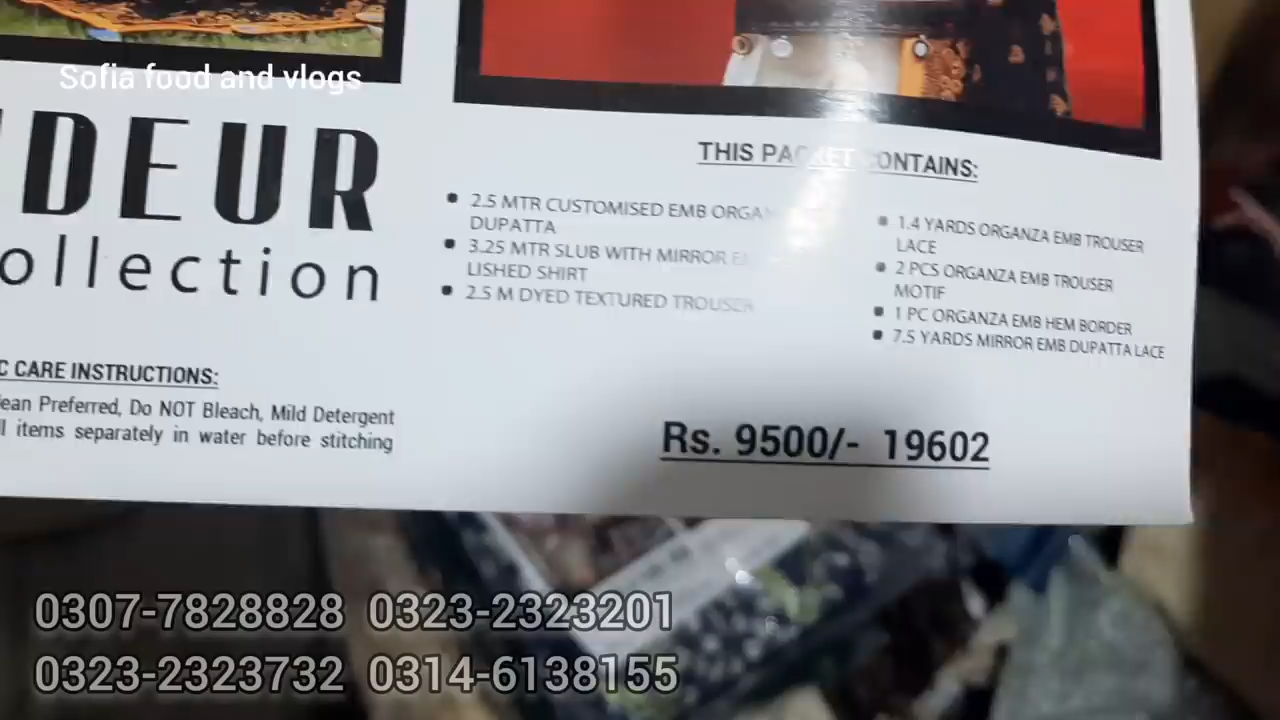 Sofia food and vlogs
DEUR
ollection
THIS PACKET CONTAINS:
2.5 MTR CUSTOMISED EMB
DUPATTA
3.25 MTR SLUB WITH MIRROR
LISHED SHIRT
2.5 M DYED TEXTURED TROUSER
1.4 YARDS ORGANZA EMB TROUSER
LACE
2 PCS ORGANZA EMB TROUSER
MOTIF
1 PC ORGANZA EMB HEM BORDER
7.5 YARDS MIRROR EMB DUPATTA LACE
C CARE INSTRUCTIONS:
lean Preferred, Do NOT Bleach, Mild Detergent
ll items separately in water before stitching
Rs. 9500/- 19602
0307-7828828 0323-2323201
0323-2323732 0314-6138155